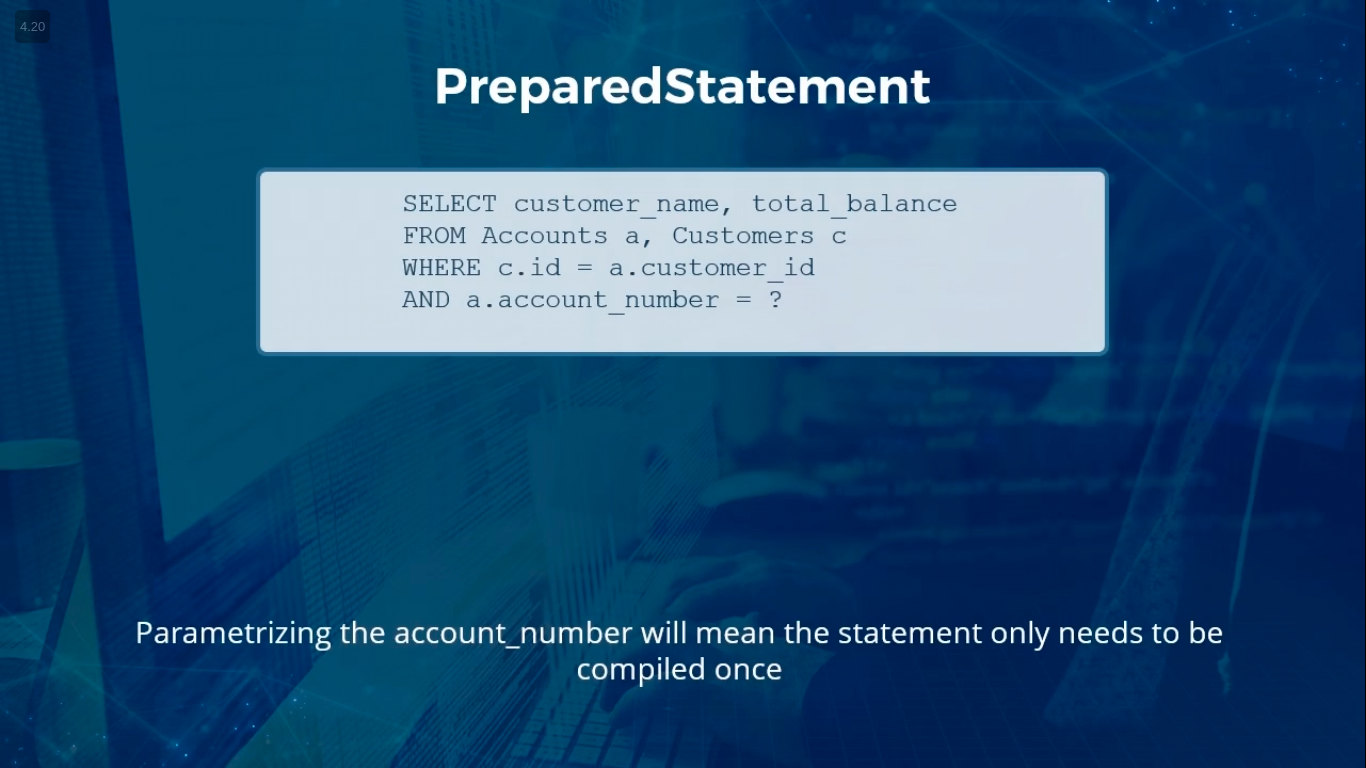 4.20
PreparedStatement
SELECT customer_name, total_balance
FROM Accounts a, Customers c
WHERE c.id = a.customer_id
AND a.account_number = ?
Parametrizing the account_number will mean the statement only needs to be
compiled once